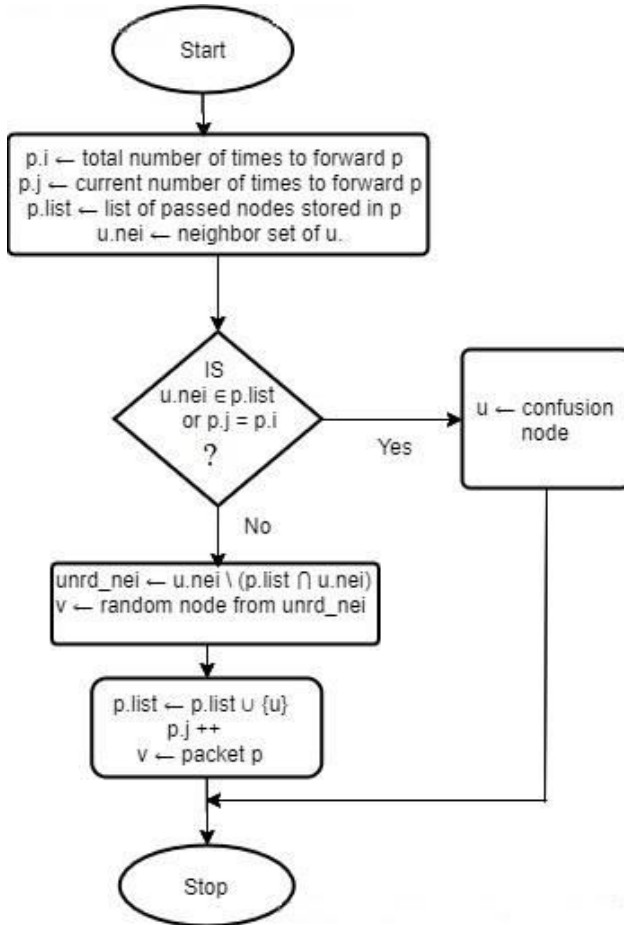 Start
p.i ← total number of times to forward p
p.j ← current number of times to forward p
p.list ← list of passed nodes stored in p
u.nei ← neighbor set of u.
IS
u.nei ∈ p.list
or p.j = p.i
?
Yes
u ← confusion
node
No
unrd_nei ← u.nei \ (p.list ∩ u.nei)
v ← random node from unrd_nei
p.list ← p.list ∪ {u}
p.j ++
v ← packet p
Stop